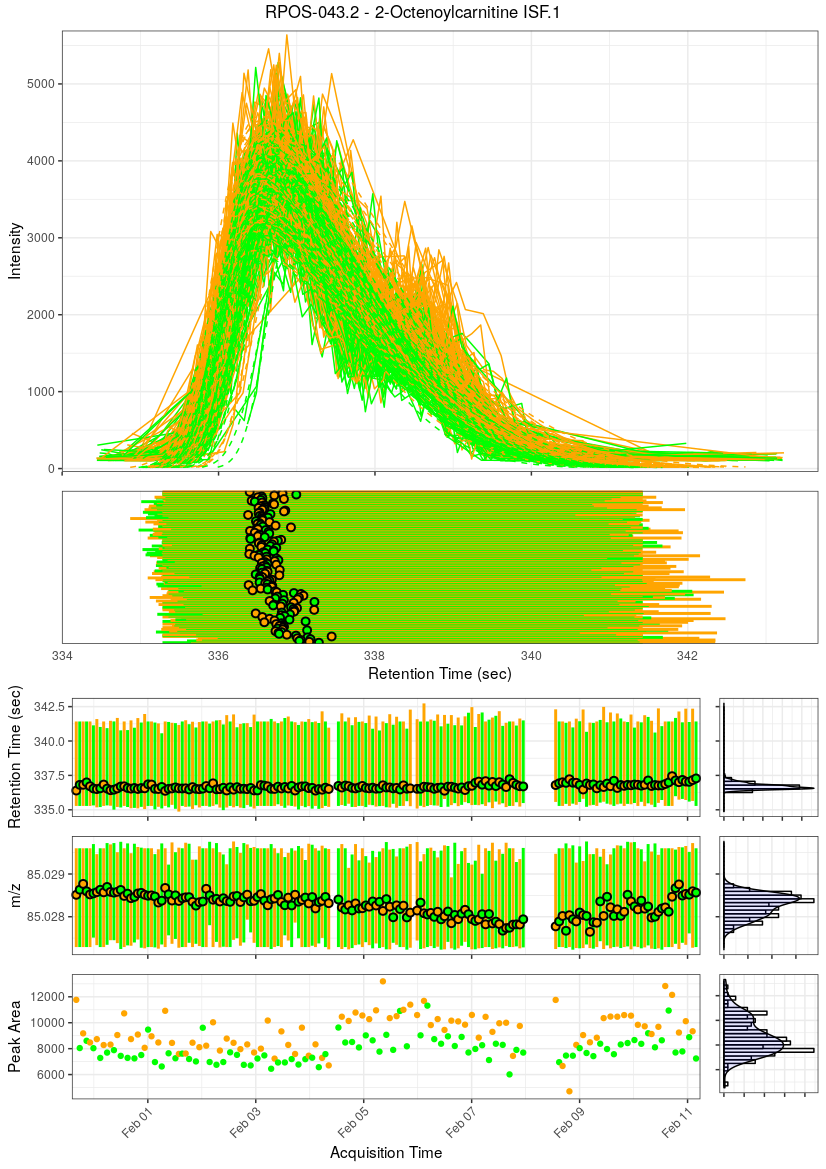 RPOS-043.2 - 2-Octenoylcarnitine ISF.1
Intensity
5000
4000
3000
2000
1000
0
334
336
338
340
342
Retention Time (sec)
Retention Time (sec)
342.5
340.0
337.5
335.0
m/z
85.029
85.028
Peak Area
12000
10000
8000
6000
Feb 01
Feb 03
Feb 05
Feb 07
Feb 09
Feb 11
Acquisition Time